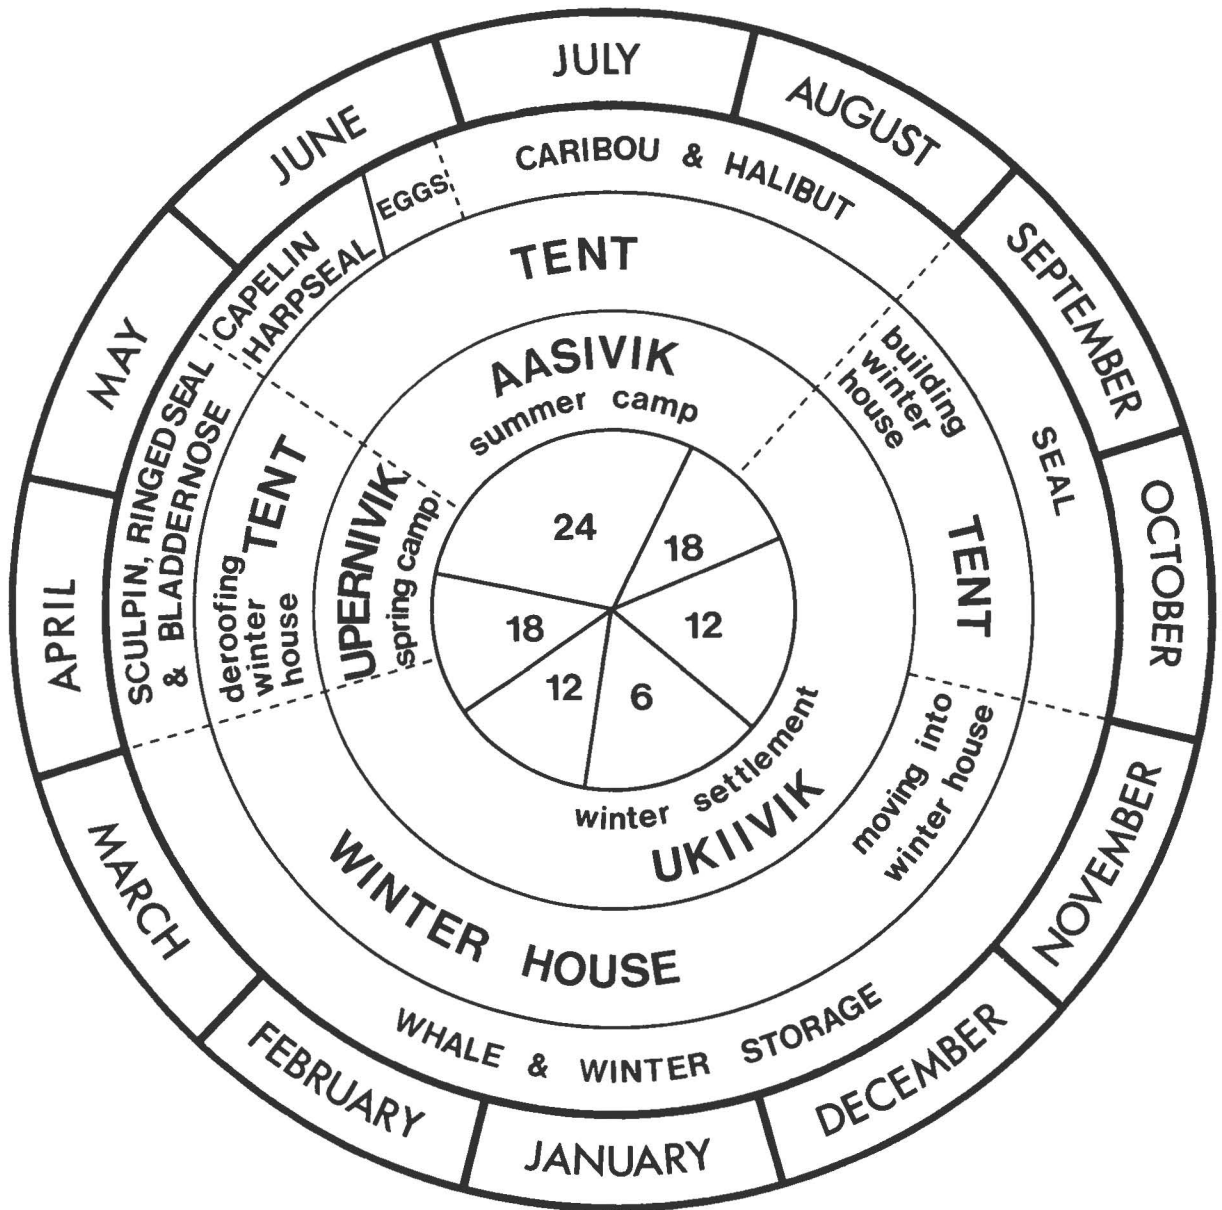 JULY
AUGUST
SEPTEMBER
OCTOBER
NOVEMBER
DECEMBER
JANUARY
FEBRUARY
MARCH
APRIL
MAY
JUNE
CARIBOU & HALIBUT
SEAL
WHALE & WINTER STORAGE
SCULPIN, RINGED SEAL
& BLADDERNOSE
CAPELIN
HARPSEAL
EGGS
TENT
building
winter
house
TENT
moving into
winter house
WINTER HOUSE
deroofing
winter
house
TENT
AASIVIK
summer camp
UKIIVIK
winter settlement
UPERNIVIK
spring camp
24
18
12
6
12
18